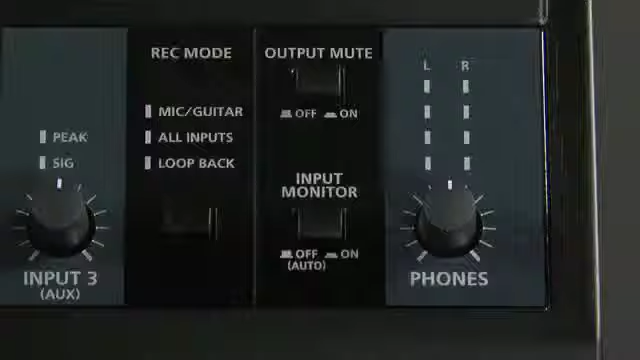 PEAK
SIG
INPUT 3
(AUX)
REC MODE
MIC/GUITAR
ALL INPUTS
LOOP BACK
OUTPUT MUTE
OFF ON
INPUT
MONITOR
OFF ON
(AUTO)
L R
PHONES